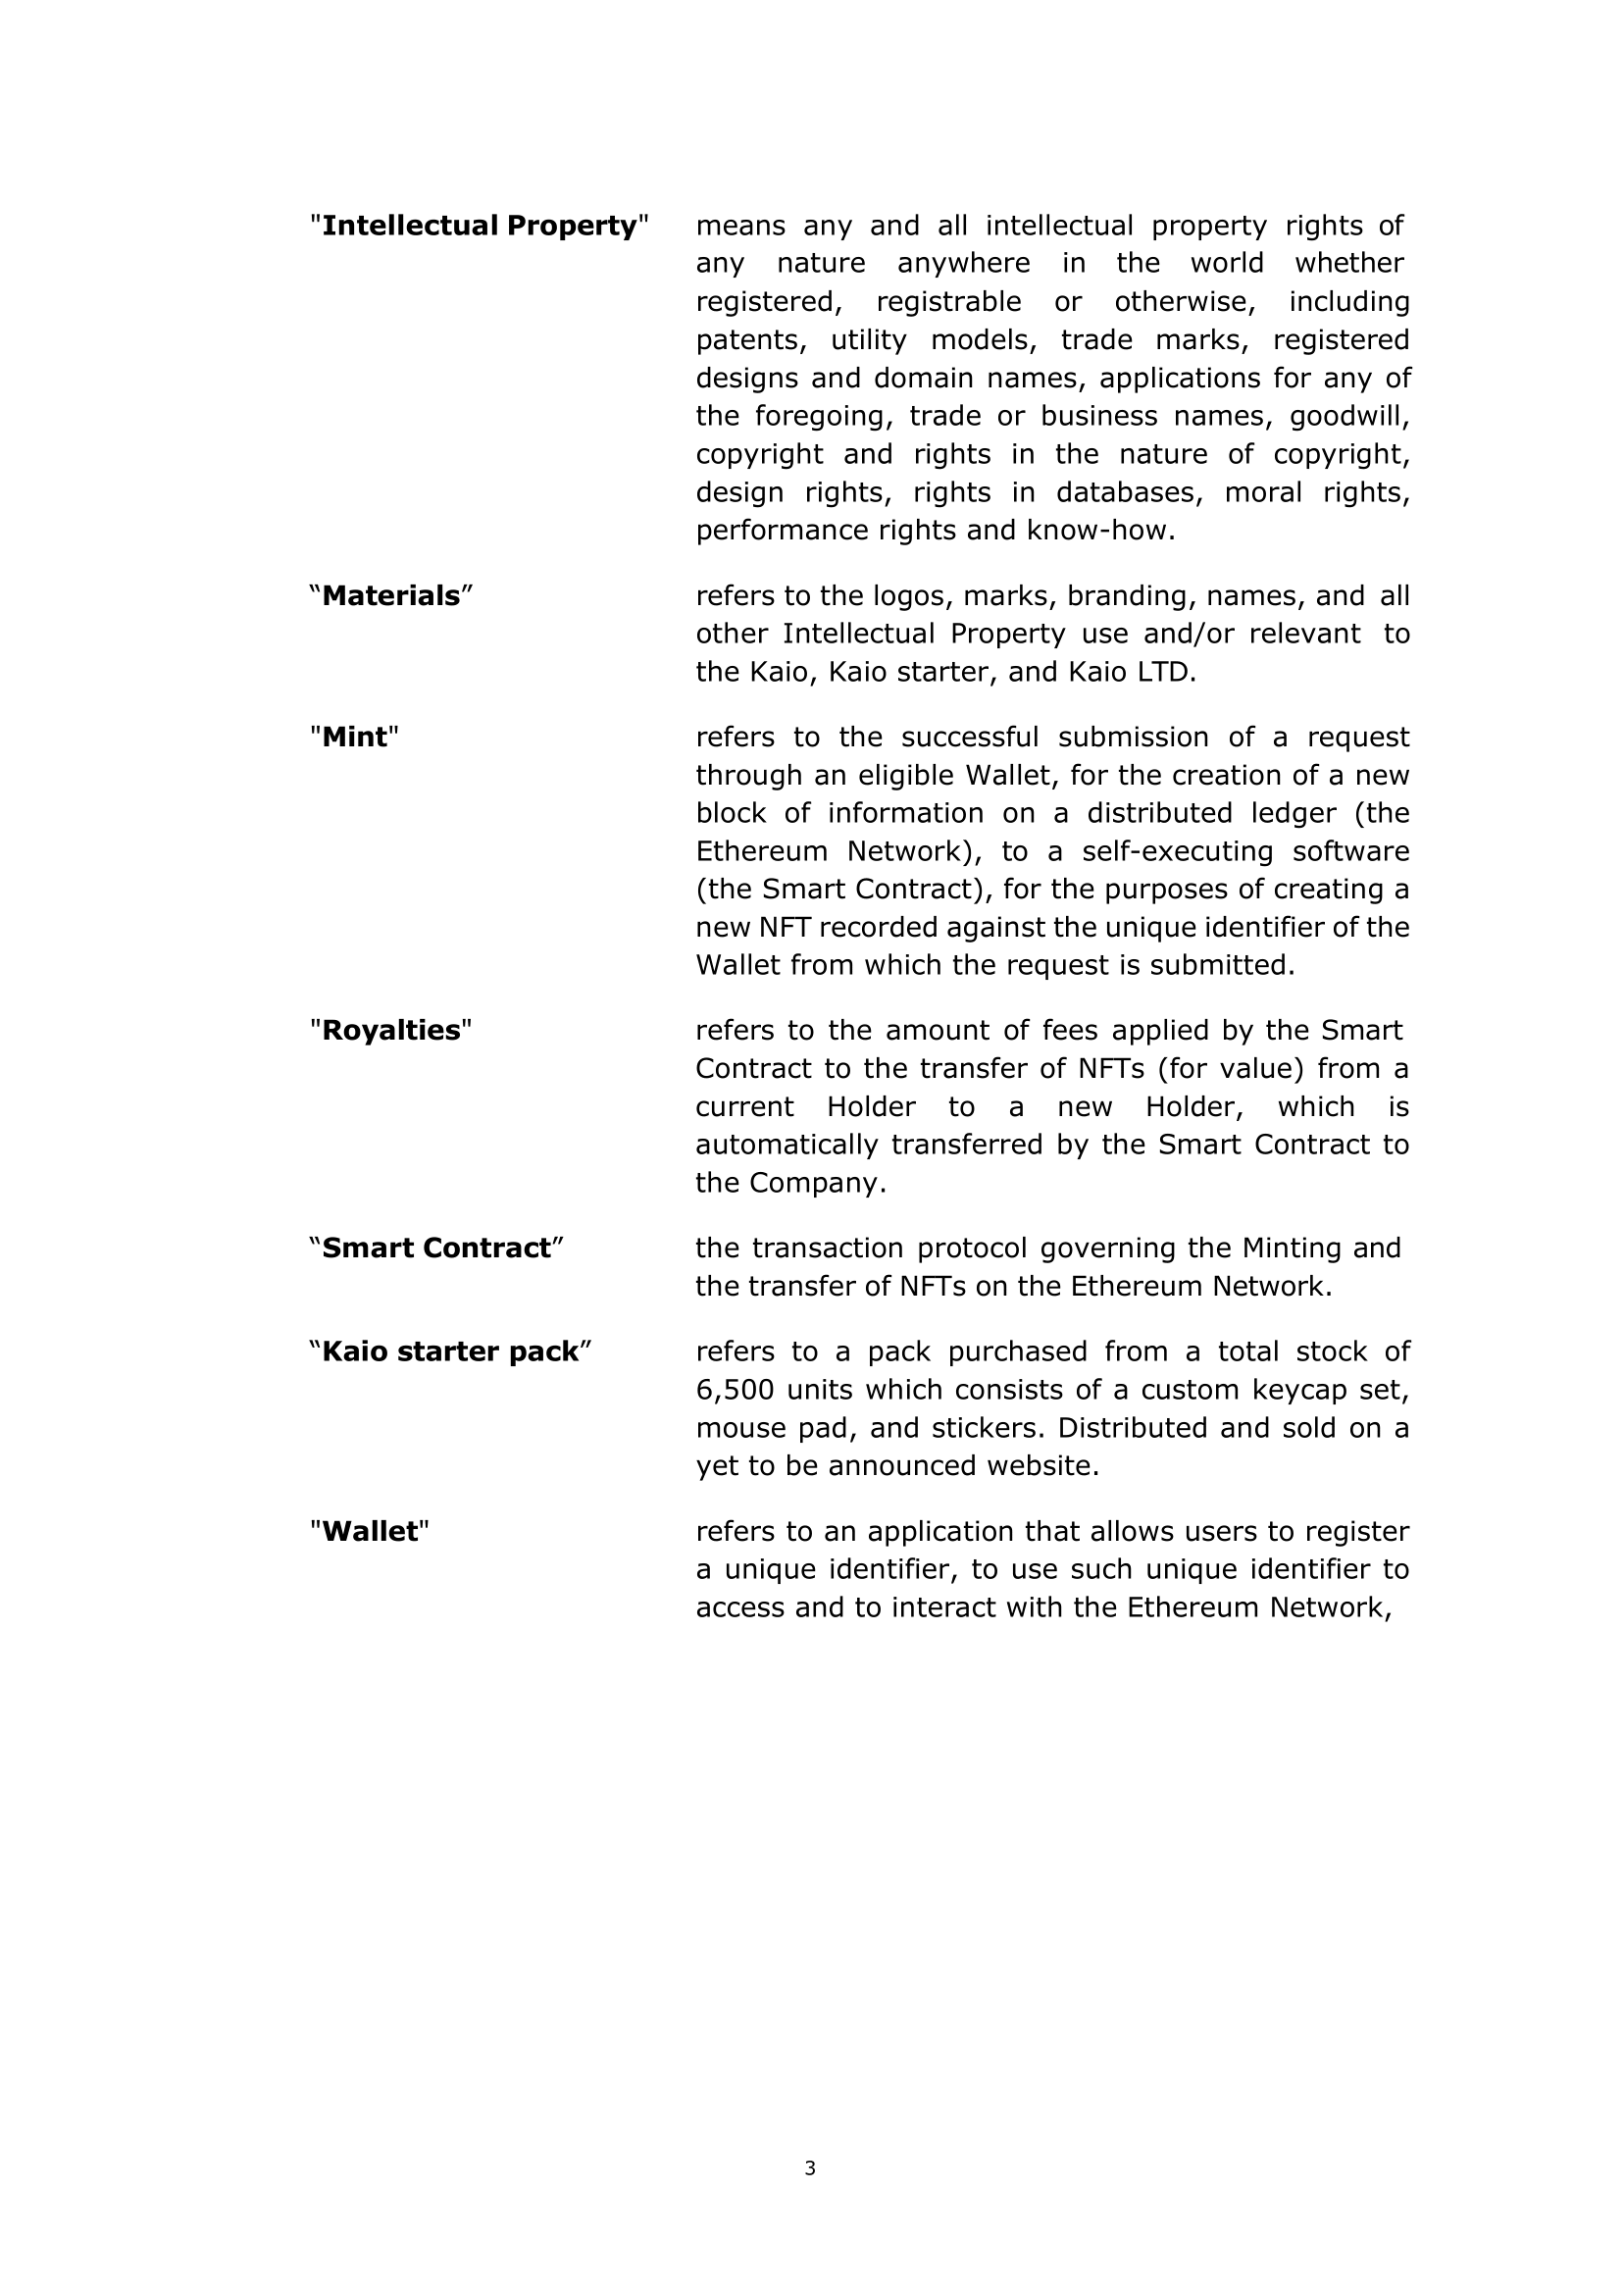 "Intellectual Property" means any and all intellectual property rights of
any nature anywhere in the world whether
registered, registrable or otherwise, including
patents, utility models, trade marks, registered
designs and domain names, applications for any of
the foregoing, trade or business names, goodwill,
copyright and rights in the nature of copyright,
design rights, rights in databases, moral rights,
performance rights and know-how.
“Materials” refers to the logos, marks, branding, names, and all
other Intellectual Property use and/or relevant to
the Kaio, Kaio starter, and Kaio LTD.
"Mint" refers to the successful submission of a request
through an eligible Wallet, for the creation of a new
block of information on a distributed ledger (the
Ethereum Network), to a self-executing software
(the Smart Contract), for the purposes of creating a
new NFT recorded against the unique identifier of the
Wallet from which the request is submitted.
"Royalties" refers to the amount of fees applied by the Smart
Contract to the transfer of NFTs (for value) from a
current Holder to a new Holder, which is
automatically transferred by the Smart Contract to
the Company.
“Smart Contract” the transaction protocol governing the Minting and
the transfer of NFTs on the Ethereum Network.
“Kaio starter pack” refers to a pack purchased from a total stock of
6,500 units which consists of a custom keycap set,
mouse pad, and stickers. Distributed and sold on a
yet to be announced website.
"Wallet" refers to an application that allows users to register
a unique identifier, to use such unique identifier to
access and to interact with the Ethereum Network,
3